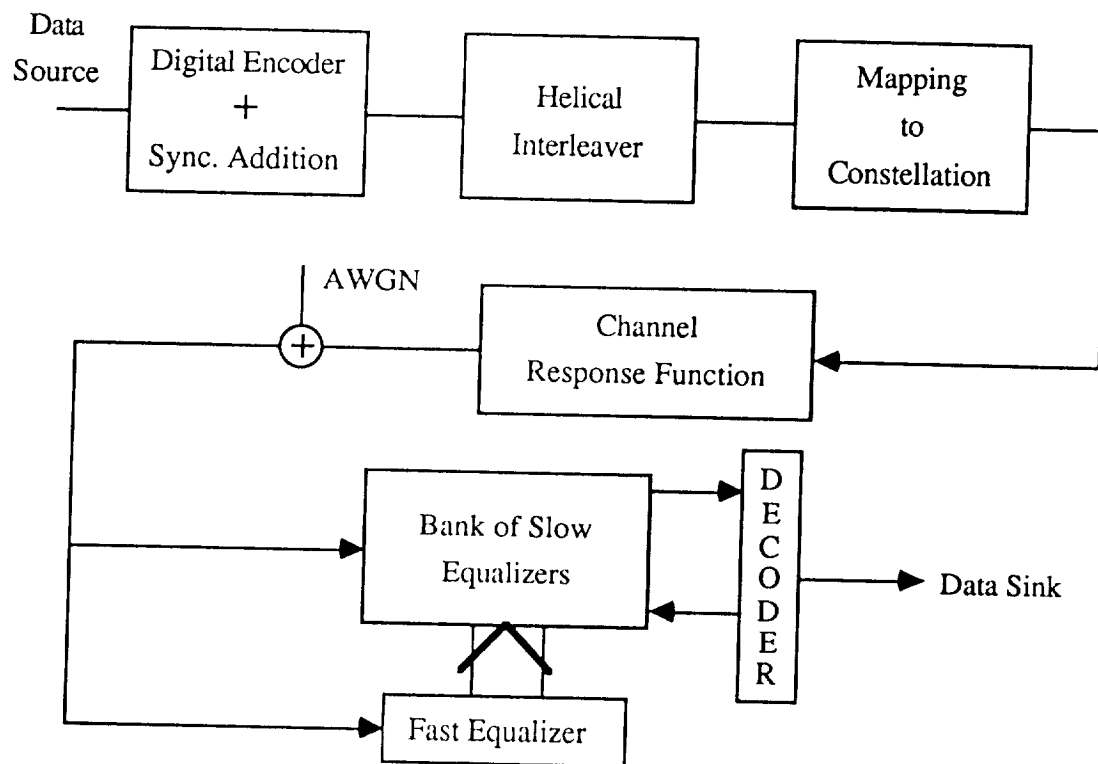 Data
Source
Digital Encoder
+
Sync. Addition
Helical
Interleaver
Mapping
to
Constellation
AWGN
+
Channel
Response Function
Bank of Slow
Equalizers
DECODER
Data Sink
Fast Equalizer